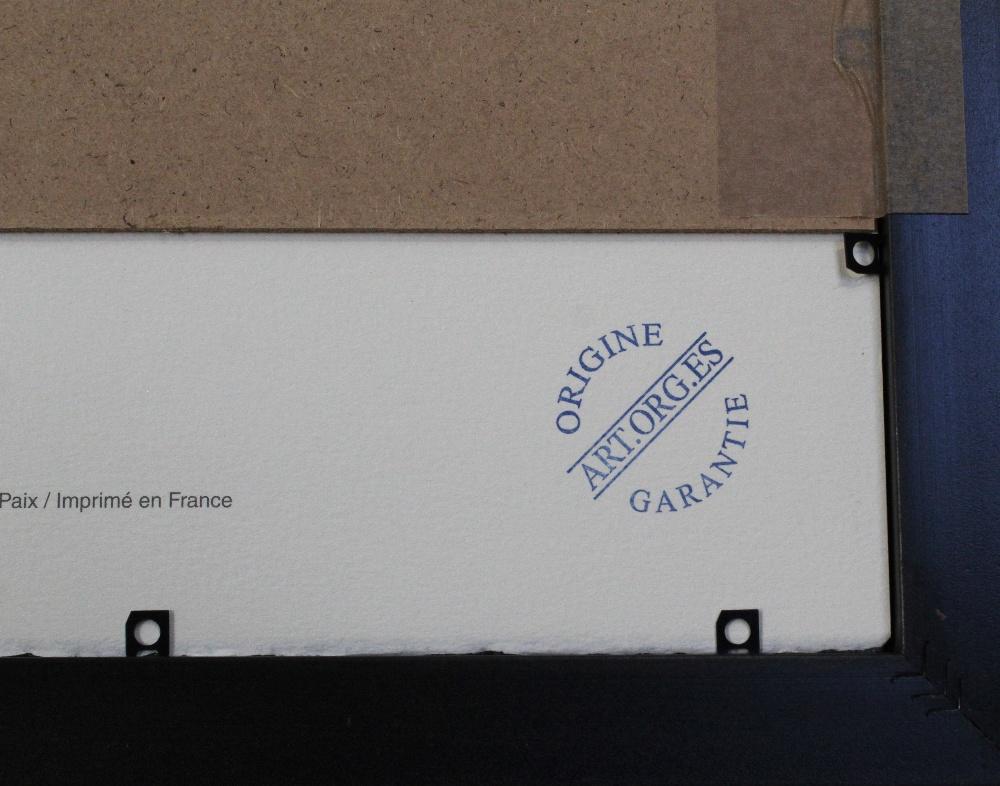 ORIGINE
ART.ORG.ES
GARANTIE
Paix / Imprimé en France